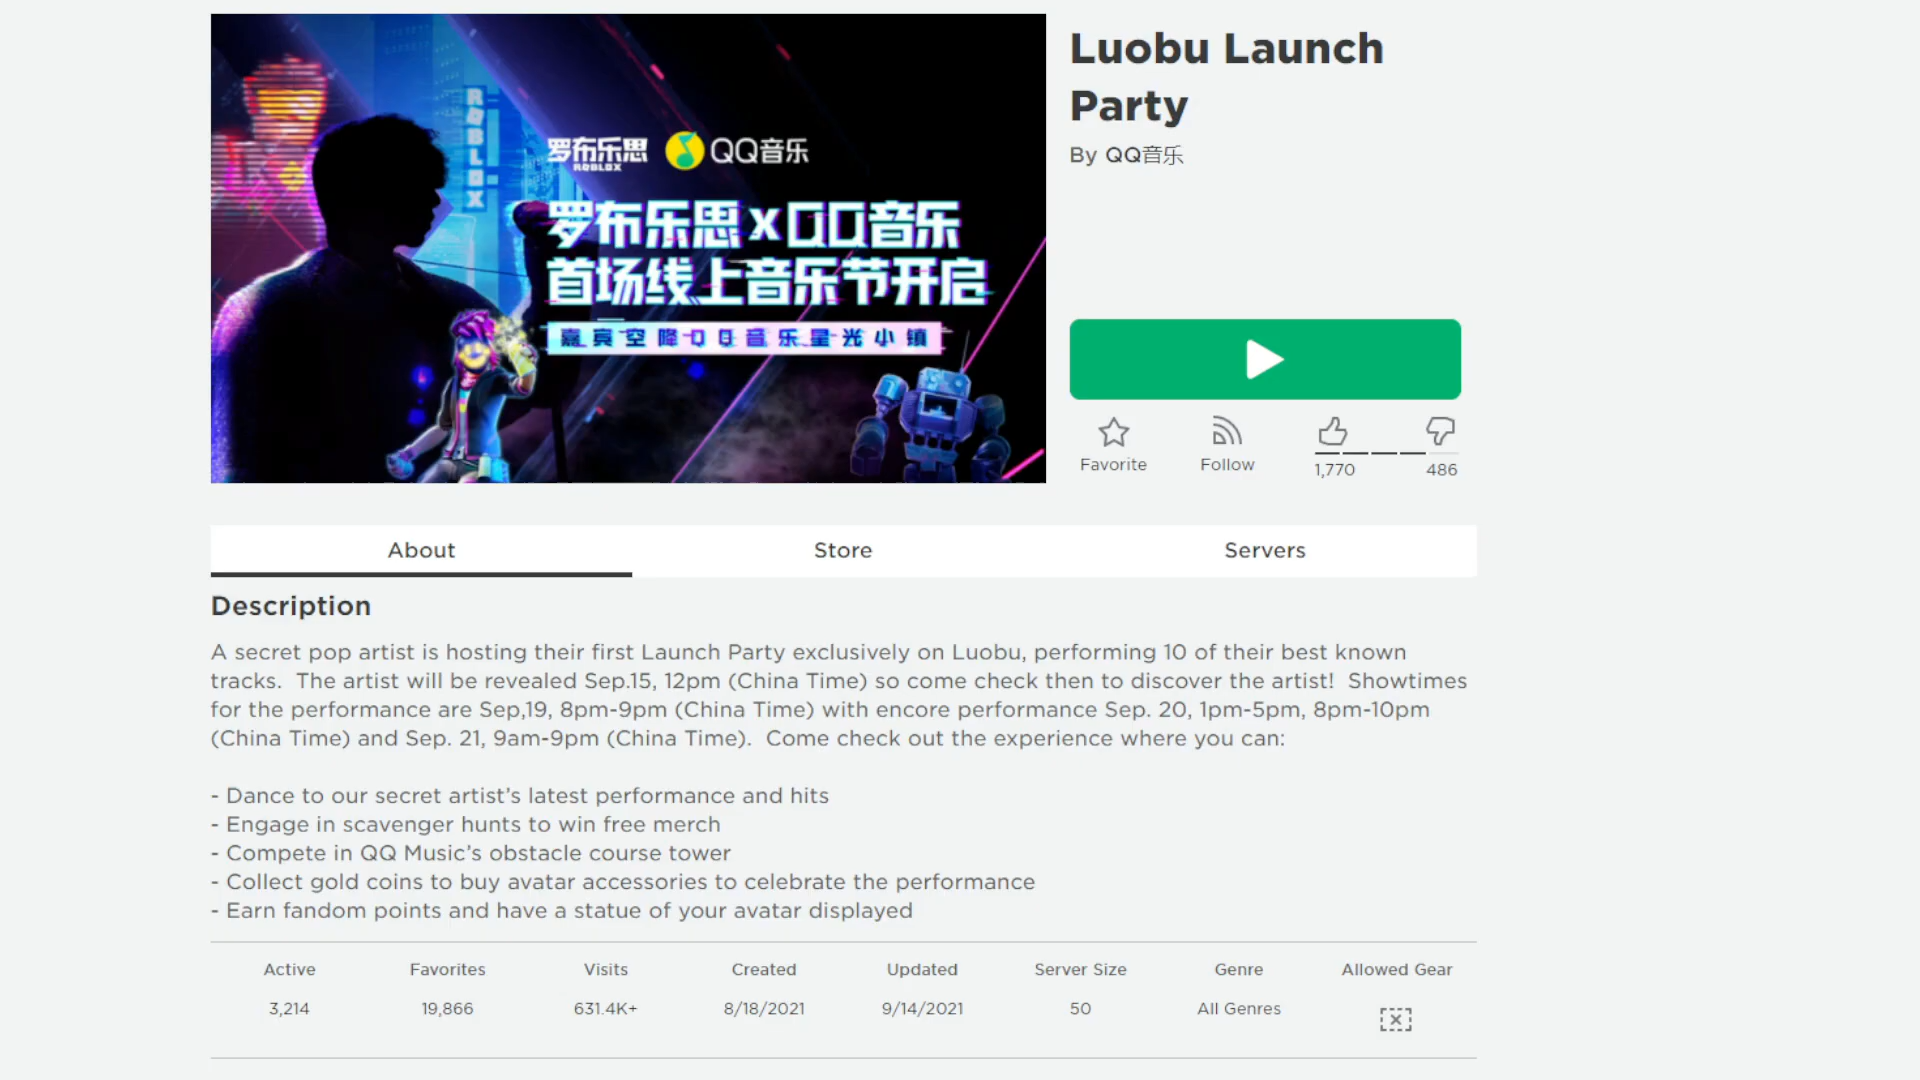 ROBLOX
罗布乐思 QQ音乐
ROBLOX
罗布乐思 X QQ音乐
首场线上音乐节开启
嘉宾空降QQ音乐星光小镇
Luobu Launch
Party
By QQ音乐
Favorite
Follow
1,770
486
About
Store
Servers
Description
A secret pop artist is hosting their first Launch Party exclusively on Luobu, performing 10 of their best known
tracks.  The artist will be revealed Sep.15, 12pm (China Time) so come check then to discover the artist!  Showtimes
for the performance are Sep,19, 8pm-9pm (China Time) with encore performance Sep. 20, 1pm-5pm, 8pm-10pm
(China Time) and Sep. 21, 9am-9pm (China Time).  Come check out the experience where you can:
- Dance to our secret artist’s latest performance and hits
- Engage in scavenger hunts to win free merch
- Compete in QQ Music’s obstacle course tower
- Collect gold coins to buy avatar accessories to celebrate the performance
- Earn fandom points and have a statue of your avatar displayed
Active Favorites Visits Created Updated Server Size Genre Allowed Gear
3,214 19,866 631.4K+ 8/18/2021 9/14/2021 50 All Genres